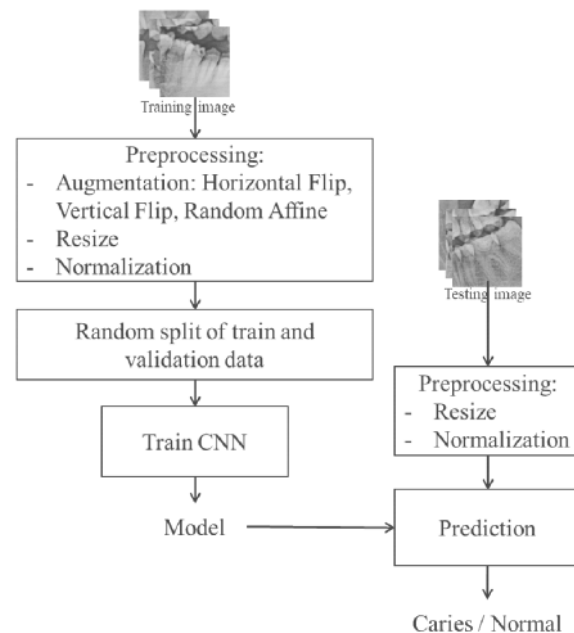 Training image
Preprocessing:
- Augmentation: Horizontal Flip,
Vertical Flip, Random Affine
- Resize
- Normalization
Random split of train and
validation data
Train CNN
Model
Testing image
Preprocessing:
- Resize
- Normalization
Prediction
Caries / Normal